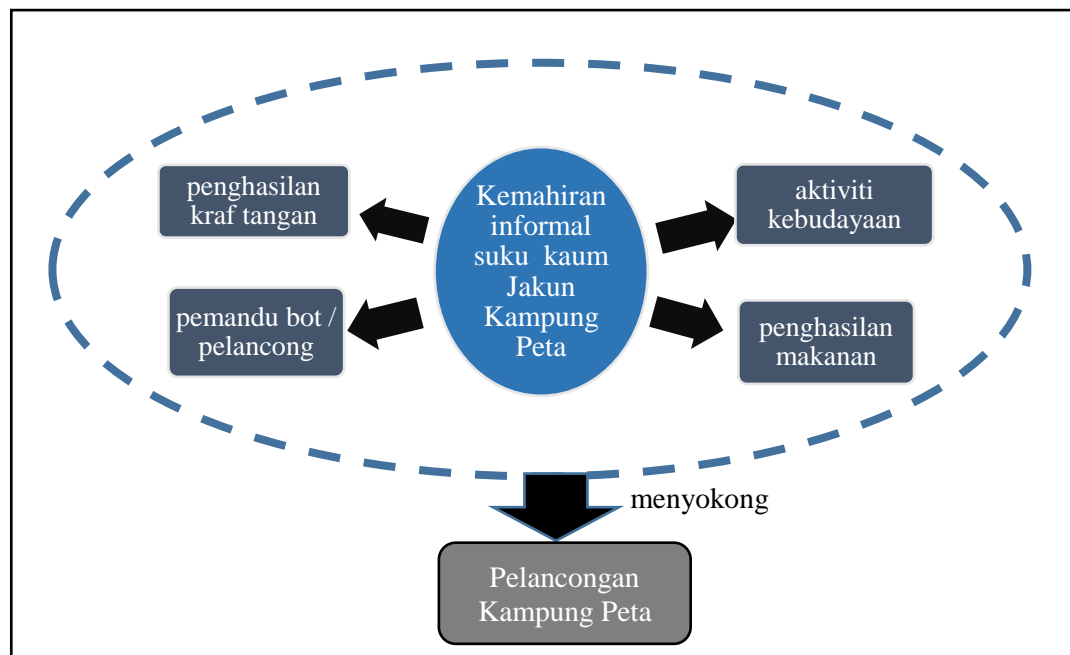 penghasilan
kraf tangan
pemandu bot /
pelancong
Kemahiran
informal
suku kaum
Jakun
Kampung
Peta
aktiviti
kebudayaan
penghasilan
makanan
menyokong
Pelancongan
Kampung Peta